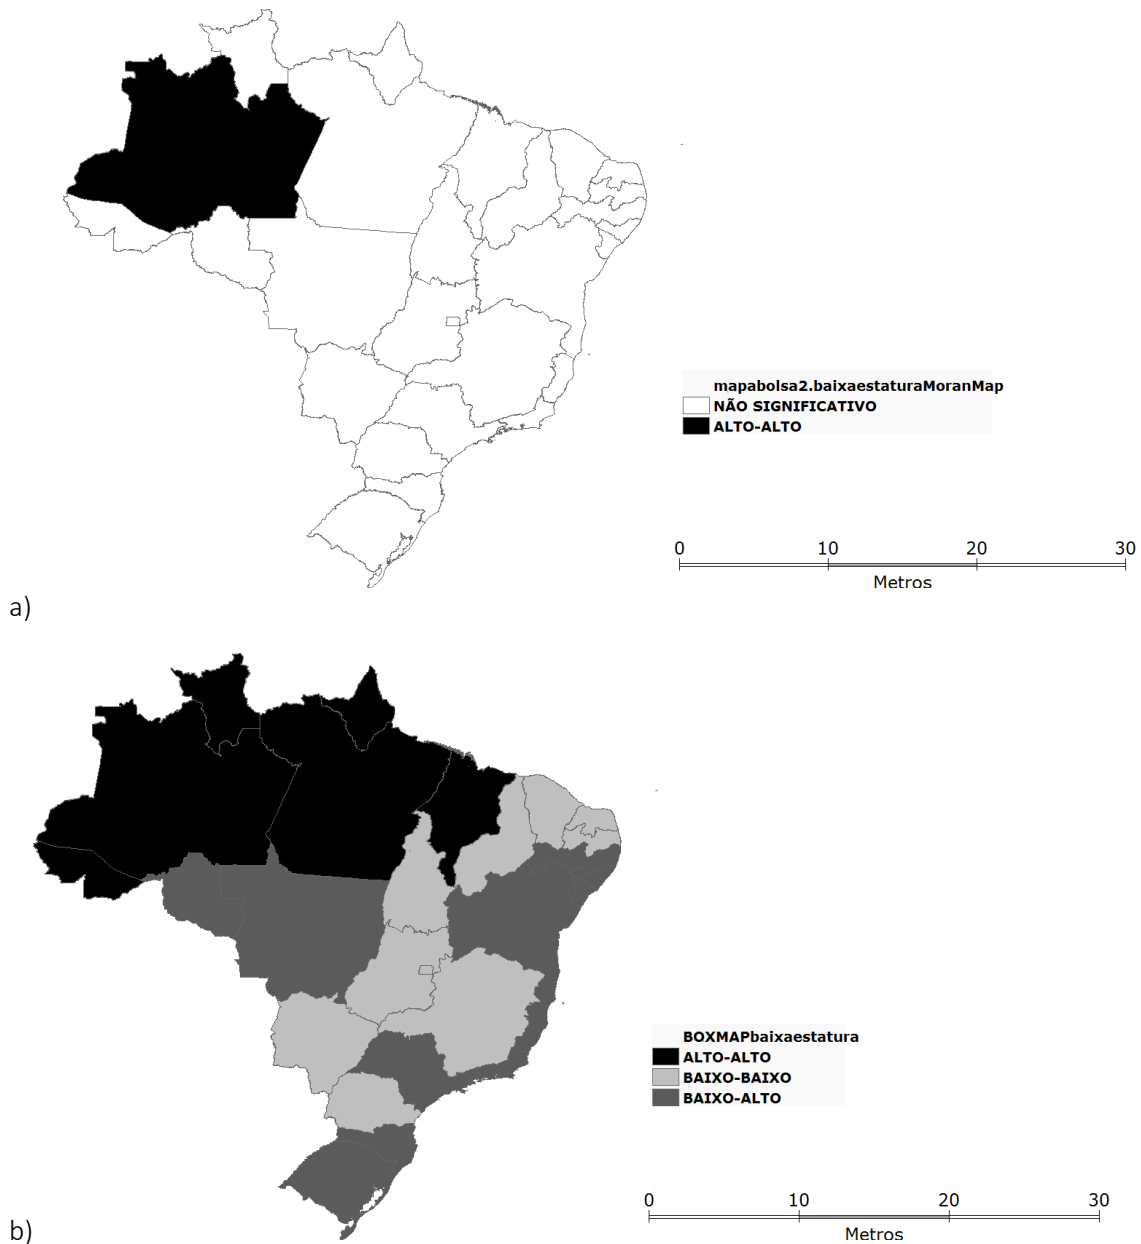 mapabolsa2.baixaestaturaMoranMap
NÃO SIGNIFICATIVO
ALTO-ALTO
0 10 20 30
Metros
a)
BOXMAPbaixaestatura
ALTO-ALTO
BAIXO-BAIXO
BAIXO-ALTO
0 10 20 30
Metros
b)